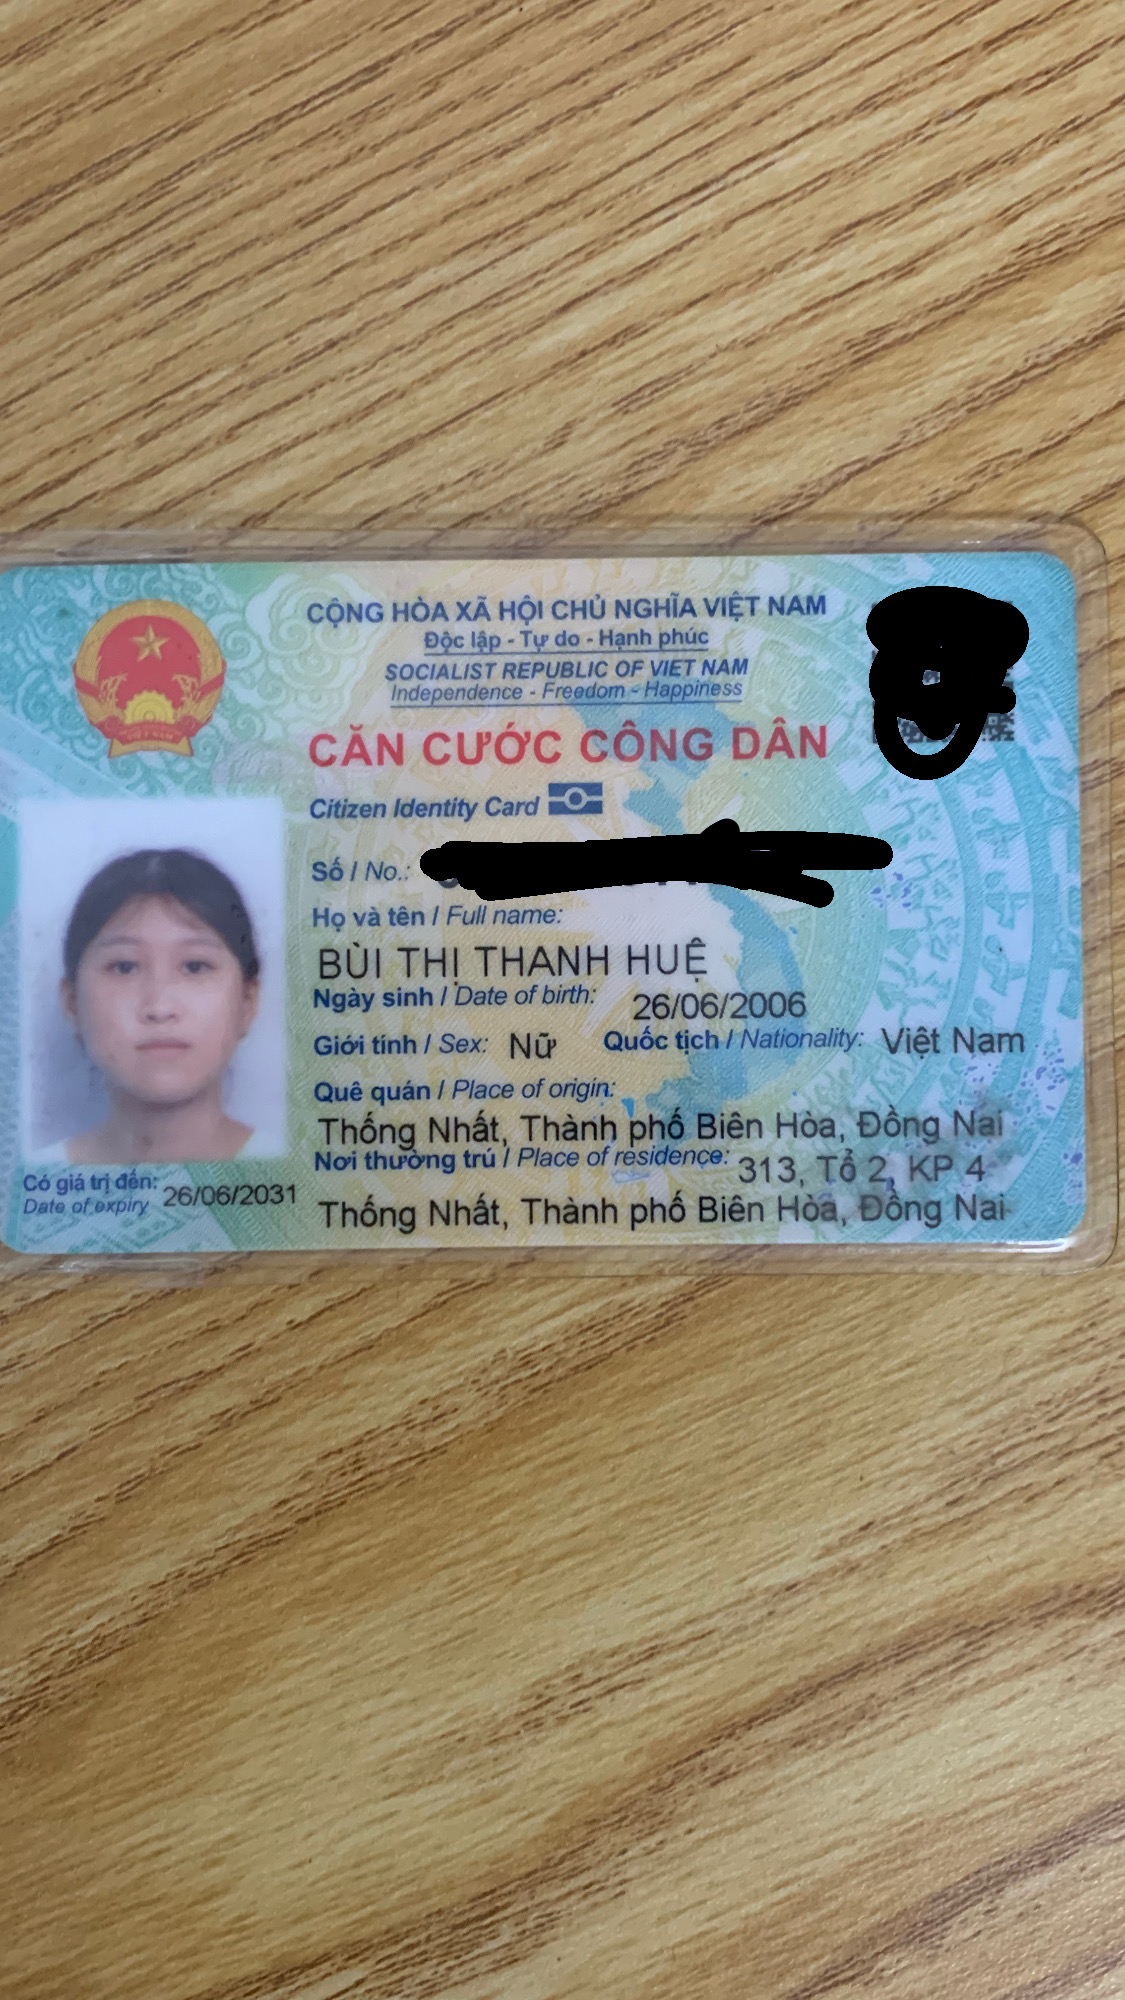 CỘNG HÒA XÃ HỘI CHỦ NGHĨA VIỆT NAM
Độc lập - Tự do - Hạnh phúc
SOCIALIST REPUBLIC OF VIET NAM
Independence - Freedom - Happiness
CĂN CƯỚC CÔNG DÂN
Citizen Identity Card
Số / No.:
Họ và tên / Full name:
BÙI THỊ THANH HUỆ
Ngày sinh / Date of birth: 26/06/2006
Giới tính / Sex: Nữ Quốc tịch / Nationality: Việt Nam
Quê quán / Place of origin:
Thống Nhất, Thành phố Biên Hòa, Đồng Nai
Nơi thường trú / Place of residence: 313, Tổ 2, KP 4
Thống Nhất, Thành phố Biên Hòa, Đồng Nai
Có giá trị đến: 26/06/2031
Date of expiry